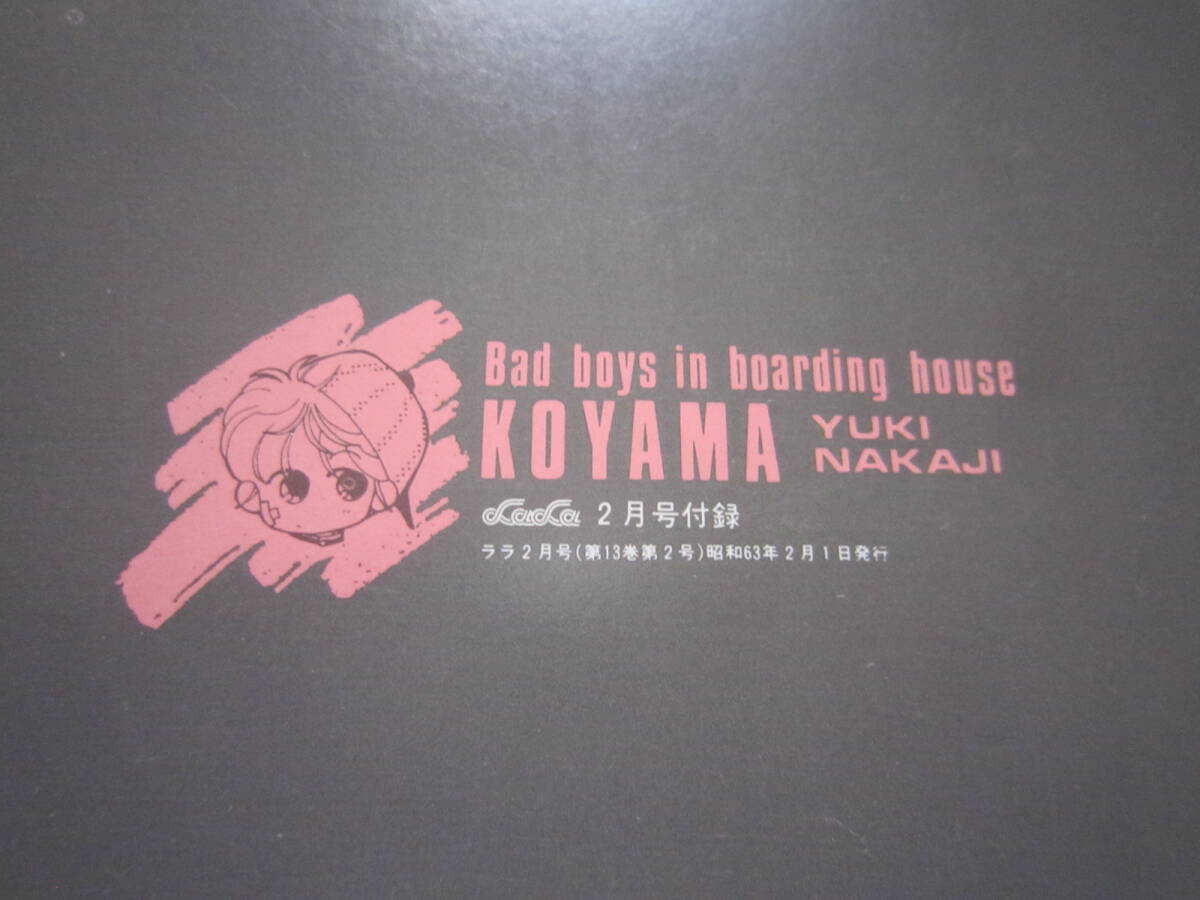 Bad boys in boarding house
KOYAMA YUKI NAKAJI
LaLa 2月号付録
ララ2月号(第13巻第2号)昭和63年2月1日発行